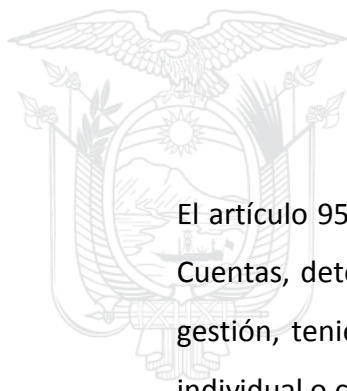 El artículo 95
Cuentas, dete
gestión, tenie
individual o c